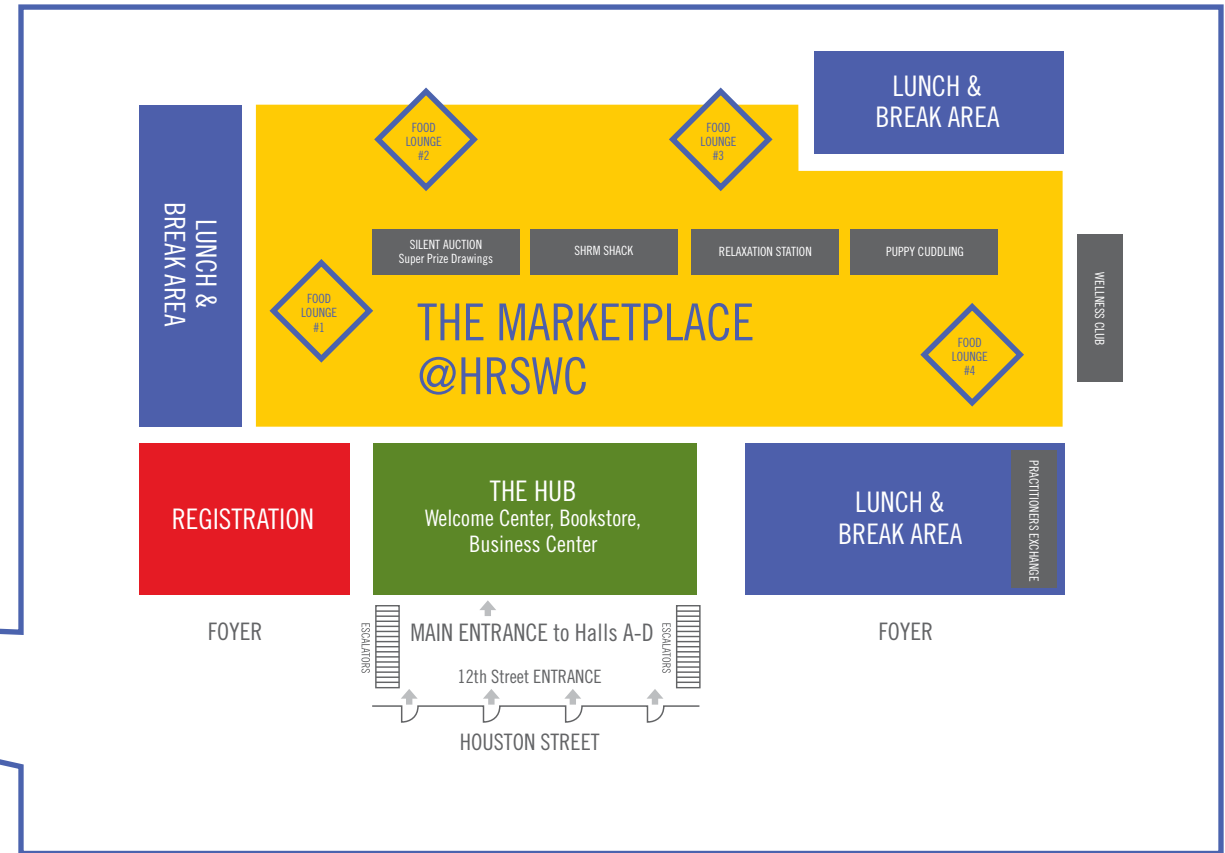 LUNCH &
BREAK AREA
LUNCH &
BREAK AREA
FOOD
LOUNGE
#2
FOOD
LOUNGE
#3
SILENT AUCTION
Super Prize Drawings
SHRM SHACK
RELAXATION STATION
PUPPY CUDDLING
WELLNESS CLUB
FOOD
LOUNGE
#1
THE MARKETPLACE
@HRSWC
FOOD
LOUNGE
#4
REGISTRATION
THE HUB
Welcome Center, Bookstore,
Business Center
LUNCH &
BREAK AREA
PRACTITIONERS EXCHANGE
FOYER
ESCALATORS
MAIN ENTRANCE to Halls A-D
ESCALATORS
FOYER
12th Street ENTRANCE
HOUSTON STREET